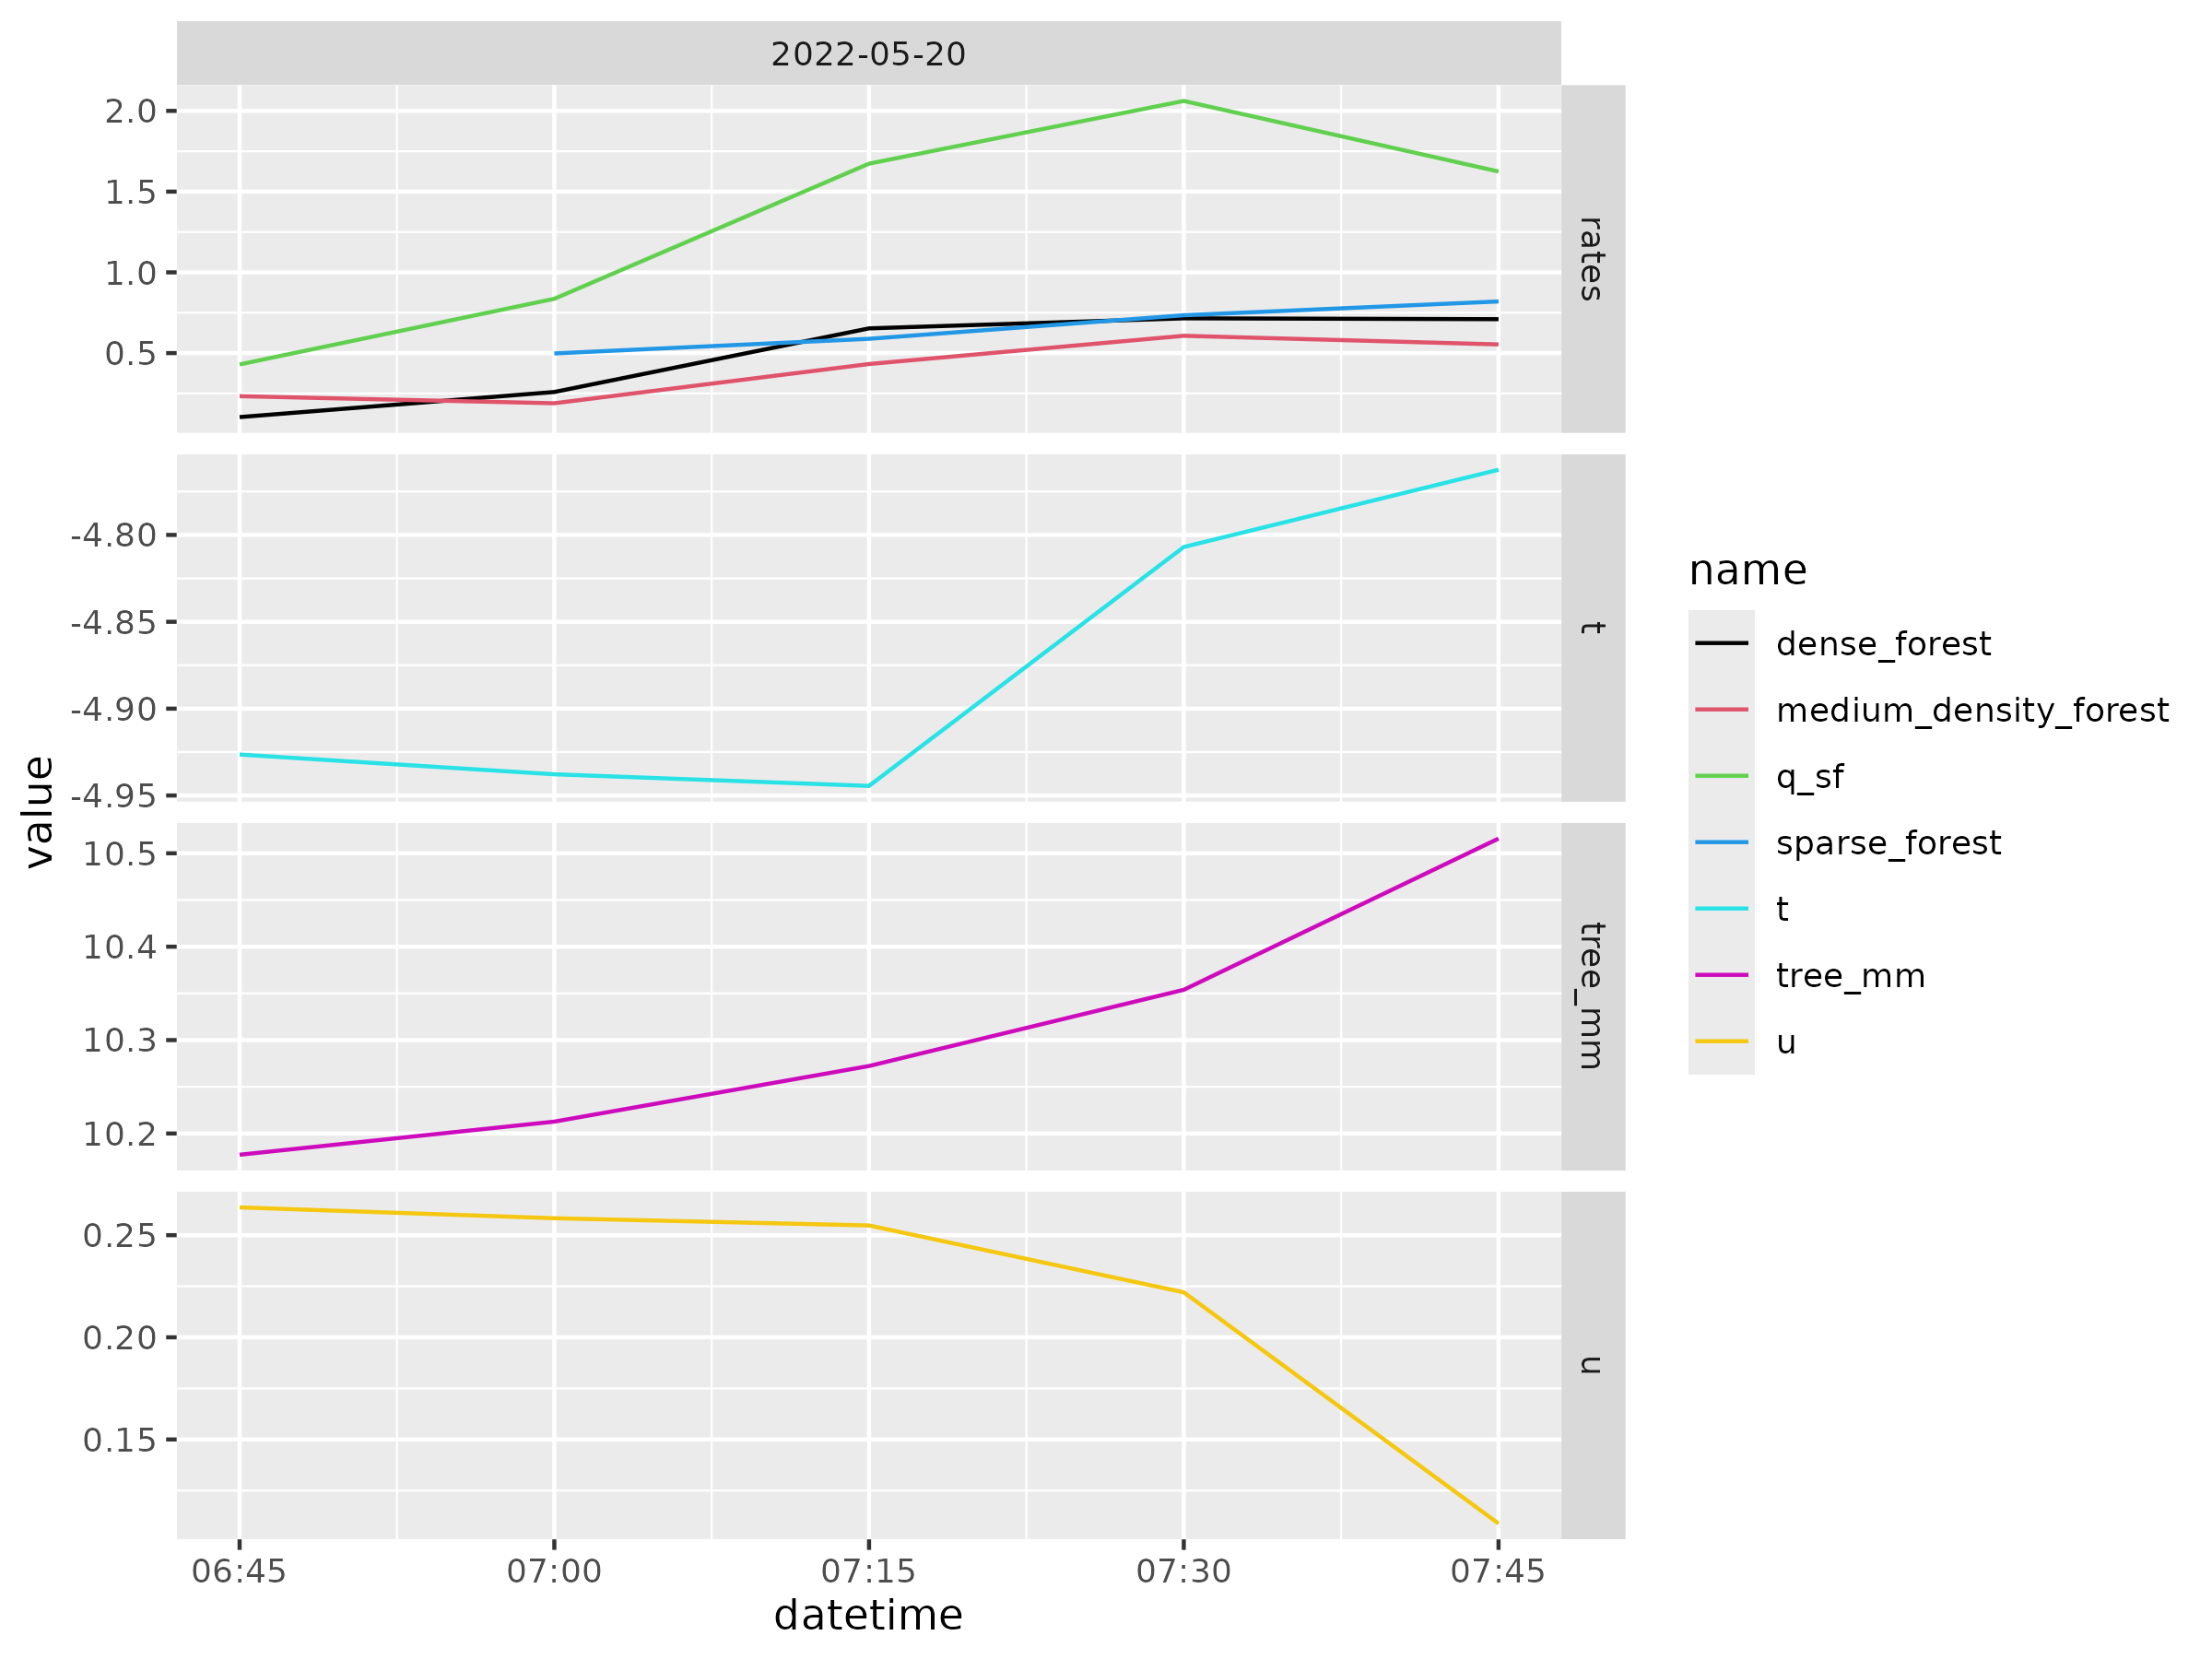 2022-05-20
2.0
1.5
1.0
0.5
rates
-4.80
-4.85
-4.90
-4.95
t
10.5
10.4
10.3
10.2
tree_mm
0.25
0.20
0.15
u
06:45 07:00 07:15 07:30 07:45
datetime
value
name
dense_forest
medium_density_forest
q_sf
sparse_forest
t
tree_mm
u